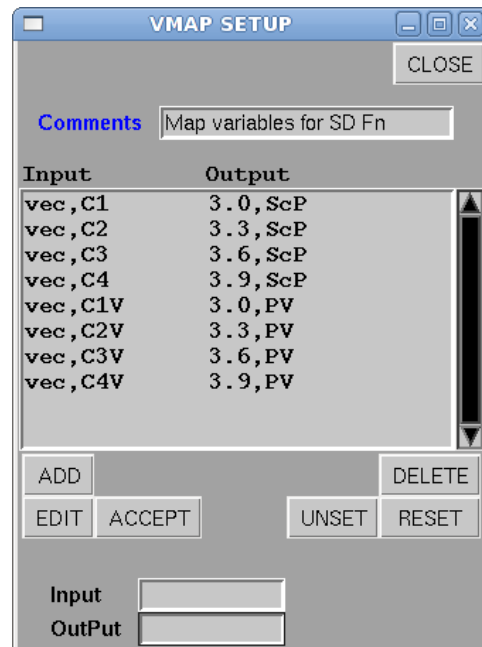 VMAP SETUP
CLOSE
Comments Map variables for SD Fn
Input Output
vec,C1 3.0,ScP
vec,C2 3.3,ScP
vec,C3 3.6,ScP
vec,C4 3.9,ScP
vec,C1V 3.0,PV
vec,C2V 3.3,PV
vec,C3V 3.6,PV
vec,C4V 3.9,PV
ADD DELETE
EDIT ACCEPT UNSET RESET
Input
OutPut